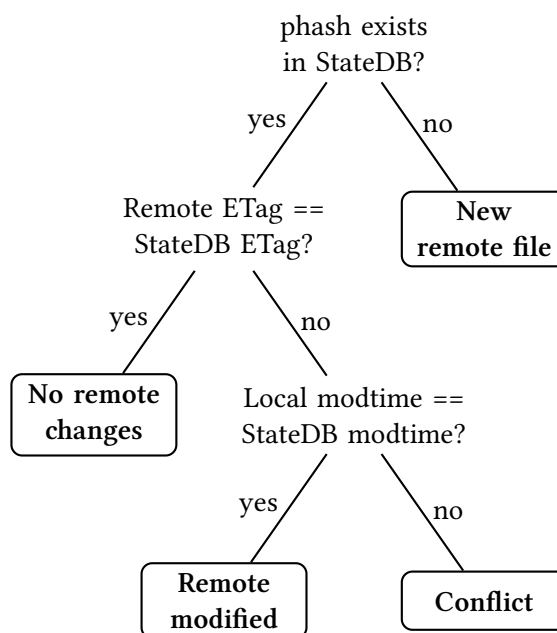 phash exists
in StateDB?
yes
no
Remote ETag ==
StateDB ETag?
New
remote file
yes
no
No remote
changes
Local modtime ==
StateDB modtime?
yes
no
Remote
modified
Conflict